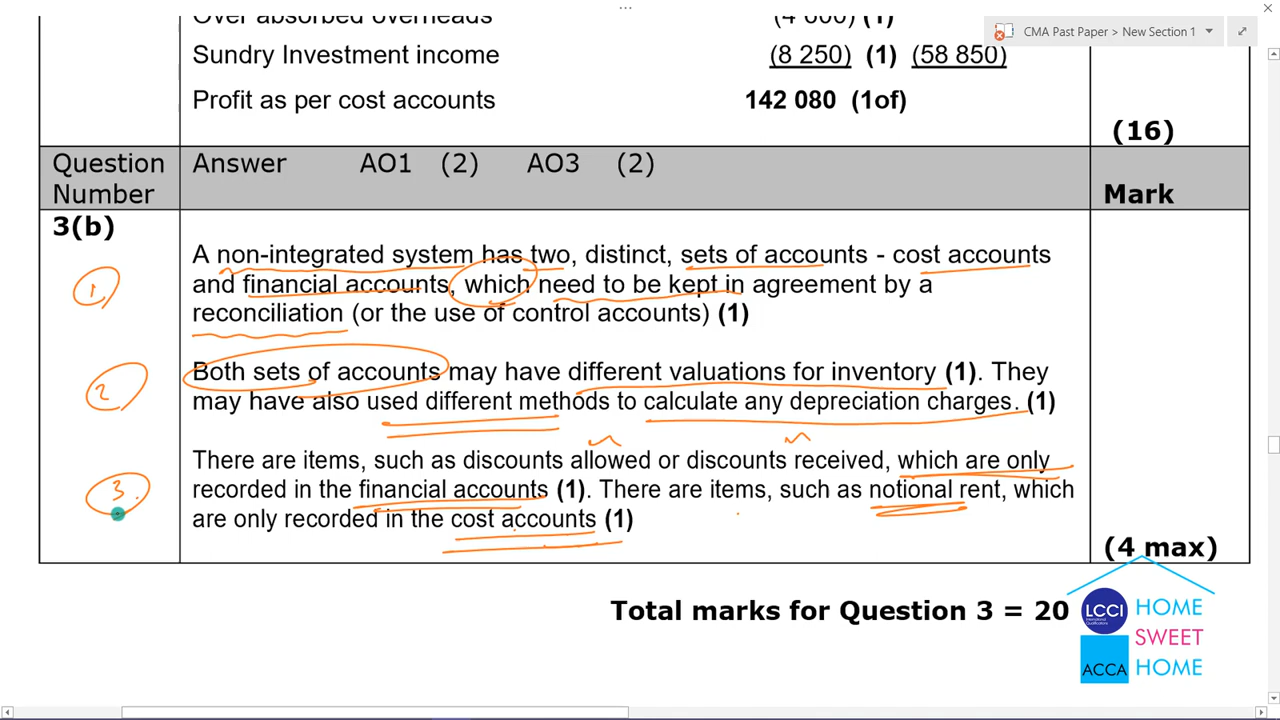 Over absorbed overheads (4 600) (1)
CMA Past Paper > New Section 1
Sundry Investment income (8 250) (1) (58 850)
Profit as per cost accounts 142 080 (1of)
(16)
Question Number Answer AO1 (2) AO3 (2) Mark
3(b)
A non-integrated system has two, distinct, sets of accounts - cost accounts
1 and financial accounts, which need to be kept in agreement by a
reconciliation (or the use of control accounts) (1)
2 Both sets of accounts may have different valuations for inventory (1). They
may have also used different methods to calculate any depreciation charges. (1)
There are items, such as discounts allowed or discounts received, which are only
3. recorded in the financial accounts (1). There are items, such as notional rent, which
are only recorded in the cost accounts (1)
(4 max)
Total marks for Question 3 = 20
LCCI HOME
International Qualifications
SWEET
ACCA HOME